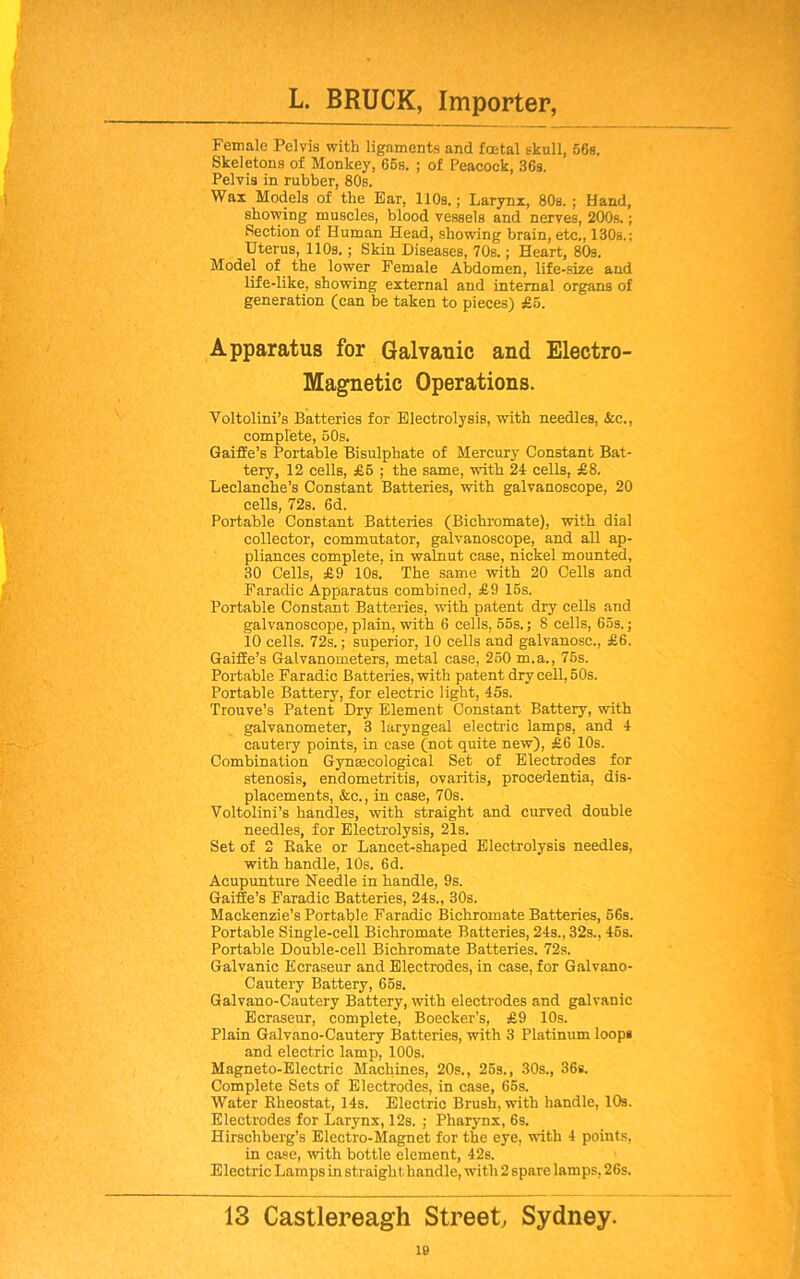 L. BRUCK, Importer,
Female Pelvis with ligaments and fœtal skull, 56s.
Skeletons of Monkey, 65s. ; of Peacock, 36s.
Pelvis in rubber, 80s.
Wax Models of the Ear, 110s. ; Larynx, 80s. ; Hand,
showing muscles, blood vessels and nerves, 200s. ;
Section of Human Head, showing brain, etc., 130s. ;
Uterus, 110s. ; Skin Diseases, 70s. ; Heart, 80s.
Model of the lower Female Abdomen, life-size and
life-like, showing external and internal organs of
generation (can be taken to pieces) £5.
Apparatus for Galvanic and Electro-
Magnetic Operations.
Voltolini's Batteries for Electrolysis, with needles, &c.,
complete, 50s.
Gaiffe's Portable Bisulphate of Mercury Constant Bat-
tery, 12 cells, £5 ; the same, with 24 cells, £8.
Leclanche's Constant Batteries, with galvanoscope, 20
cells, 72s. 6d.
Portable Constant Batteries (Bichromate), with dial
collector, commutator, galvanoscope, and all ap-
pliances complete, in walnut case, nickel mounted,
30 Cells, £9 10s. The same with 20 Cells and
Faradic Apparatus combined, £9 15s.
Portable Constant Batteries, with patent dry cells and
galvanoscope, plain, with 6 cells, 55s. ; 8 cells, 65s. ;
10 cells. 72s. ; superior, 10 cells and galvanosc., £6.
Gaiffe's Galvanometers, metal case, 250 m.a., 75s.
Portable Faradic Batteries, with patent dry cell, 50s.
Portable Battery, for electric light, 45s.
Trouve's Patent Dry Element Constant Battery, with
galvanometer, 3 laryngeal electric lamps, and 4
cautery points, in case (not quite new), £6 10s.
Combination Gynæcological Set of Electrodes for
stenosis, endometritis, ovaritis, procedentia, dis-
placements, &c., in case, 70s.
Voltolini's handles, with straight and curved double
needles, for Electrolysis, 21s.
Set of 2 Rake or Lancet-shaped Electrolysis needles,
with handle, 10s. 6d.
Acupunture Needle in handle, 9s.
Gaiffe's Faradic Batteries, 24s., 30s.
Mackenzie's Portable Faradic Bichromate Batteries, 56s.
Portable Single-cell Bichromate Batteries, 24s., 32s., 45s.
Portable Double-cell Bichromate Batteries. 72s.
Galvanic Ecraseur and Electrodes, in case, for Galvano-
Cautery Battery, 65s.
Galvano-Cautery Battery, with electrodes and galvanic
Ecraseur, complete, Boecker's, £9 10s.
Plain Galvano-Cautery Batteries, with 3 Platinum loops
and electric lamp, 100s.
Magneto-Electric Machines, 20s., 25s., 30s., 36s.
Complete Sets of Electrodes, in case, 65s.
Water Rheostat, 14s. Electric Brush, with handle, 10s.
Electrodes for Larynx, 12s. ; Pharynx, 6s.
Hirschberg's Electro-Magnet for the eye, with 4 points,
in case, with bottle element, 42s.
Electric Lamps in straight handle, with 2 spare lamps, 26s.
13 Castlereagh Street, Sydney.
19